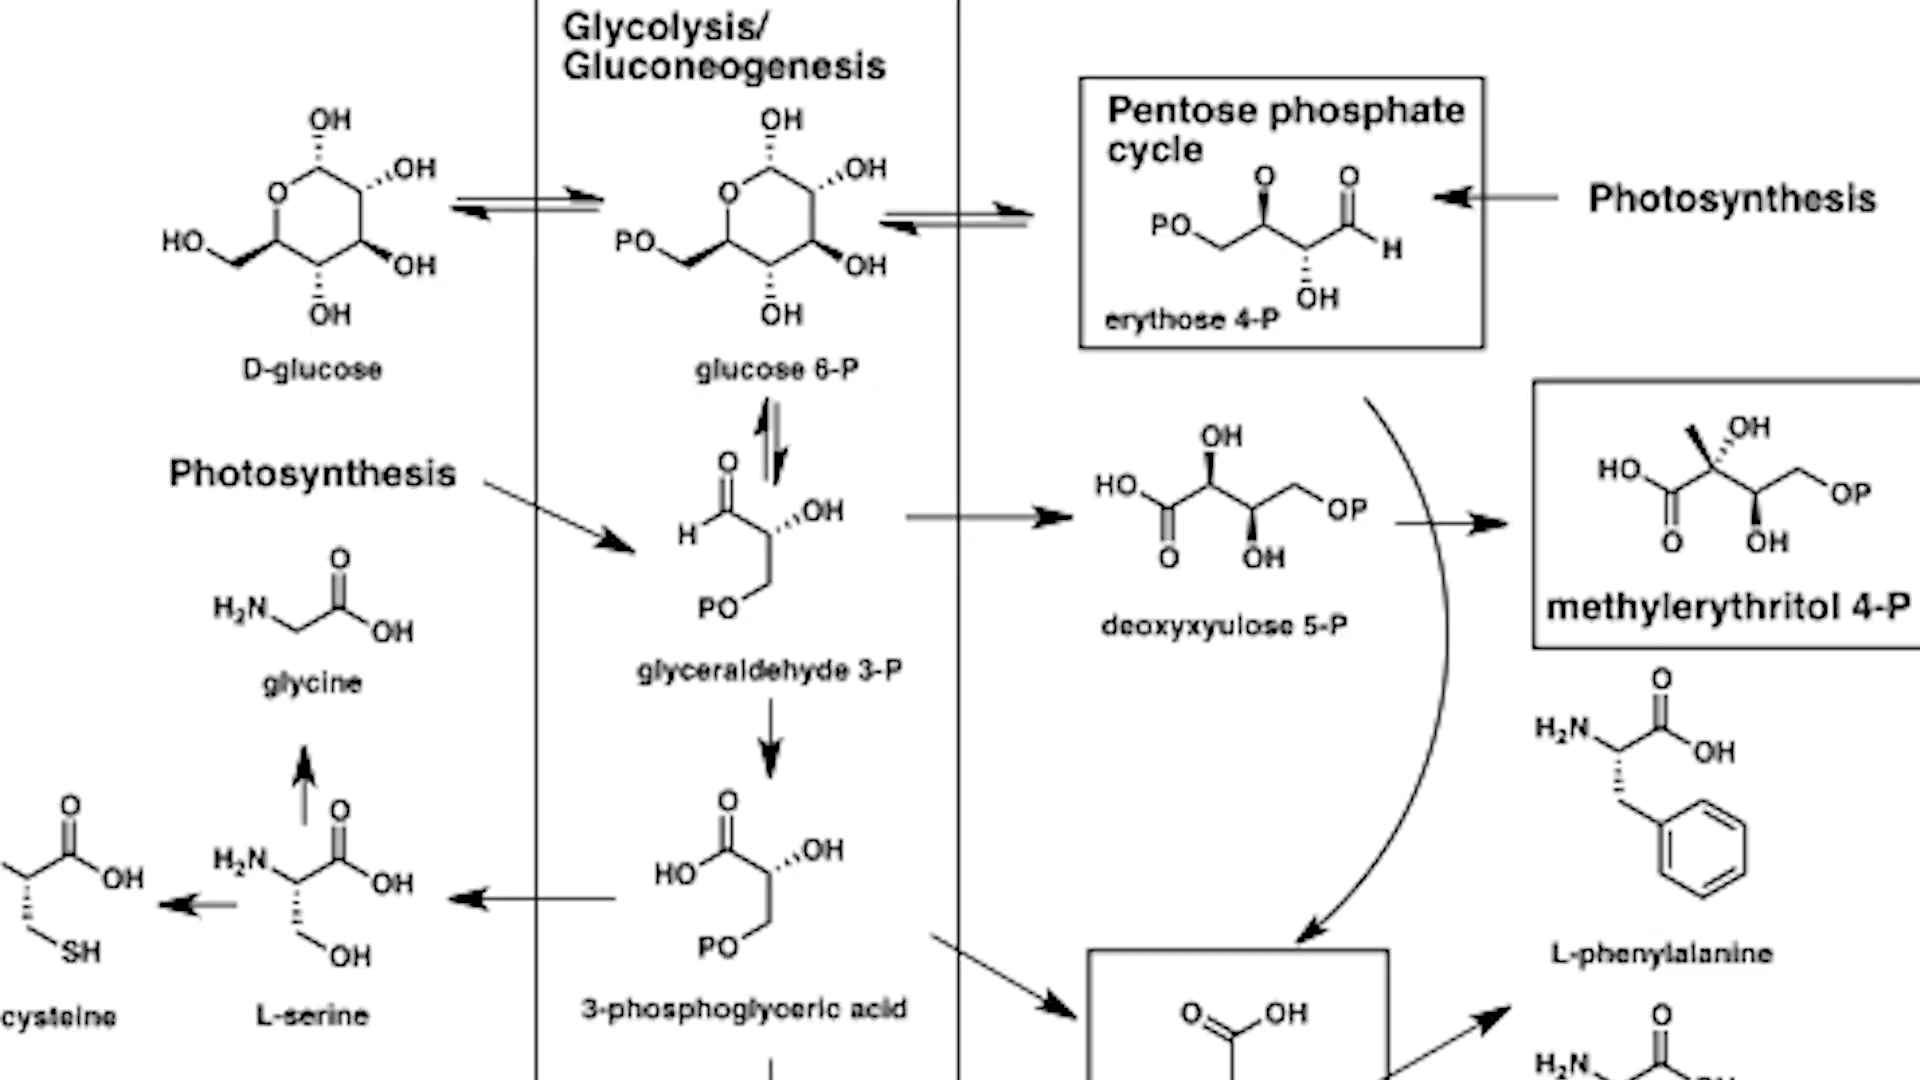 Glycolysis/
Gluconeogenesis
OH
O
OH
HO
OH
OH
D-glucose
OH
O
OH
PO
OH
OH
glucose 6-P
Pentose phosphate
cycle
O
O
PO
H
OH
erythose 4-P
Photosynthesis
Photosynthesis
O
H
OH
PO
glyceraldehyde 3-P
OH
HO
OP
O
OH
deoxyxyulose 5-P
OH
HO
OP
O
OH
methylerythritol 4-P
O
H2N
OH
glycine
O
H2N
OH
L-phenylalanine
O
OH
SH
cysteine
O
H2N
OH
OH
L-serine
O
HO
OH
PO
3-phosphoglyceric acid
O
OH
O
H2N